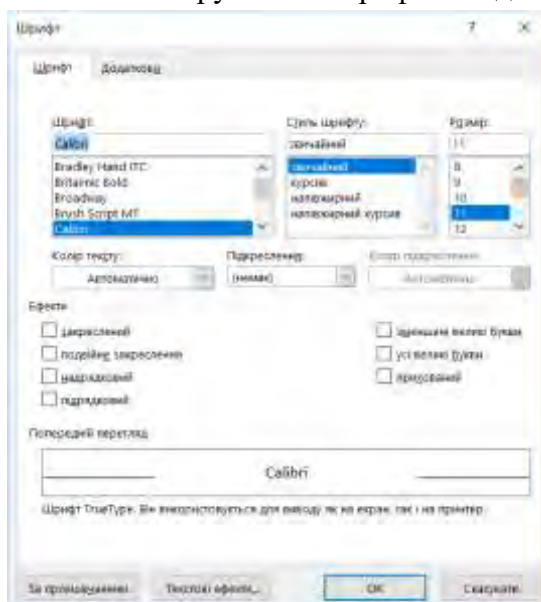 Шрифт ? ×
Шрифт Додатково
Шрифт: Стиль шрифту: Розмір:
Calibri звичайний 11
Bradley Hand ITC звичайний 8
Britannic Bold курсив 9
Broadway напівжирний 10
Brush Script MT напівжирний курсив 11
Calibri 12
Колір тексту: Підкреслення: Колір підкреслення:
Автоматично (немає) Автоматично
Ефекти
закреслений зменшені великі букви
подвійне закреслення усі великі букви
надрядковий прихований
підрядковий
Попередній перегляд
Calibri
Шрифт TrueType. Він використовується для виводу як на екран, так і на принтер.
За промовчанням Текстові ефекти... ОК Скасувати